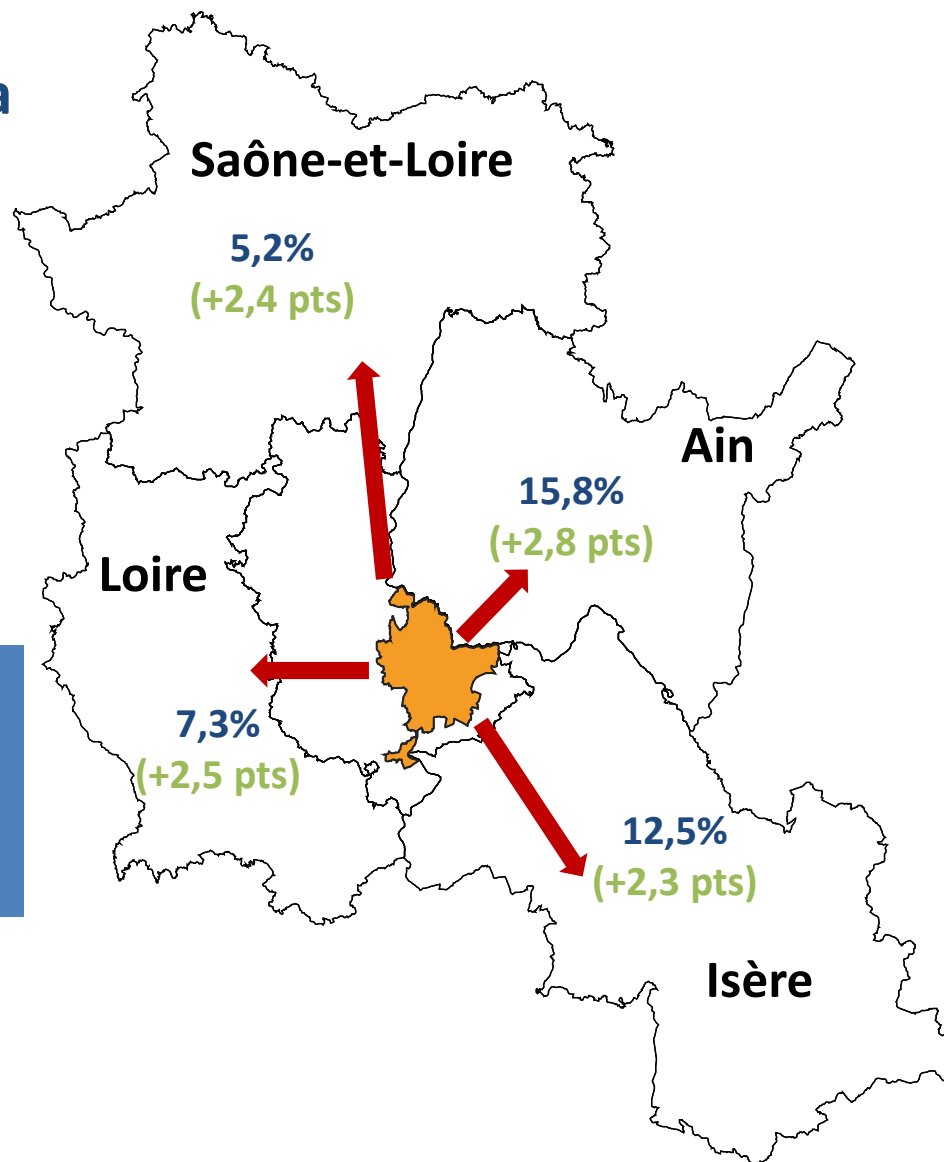 a
Saône-et-Loire
5,2%
(+2,4 pts)
Ain
15,8%
(+2,8 pts)
Loire
7,3%
(+2,5 pts)
12,5%
(+2,3 pts)
Isère